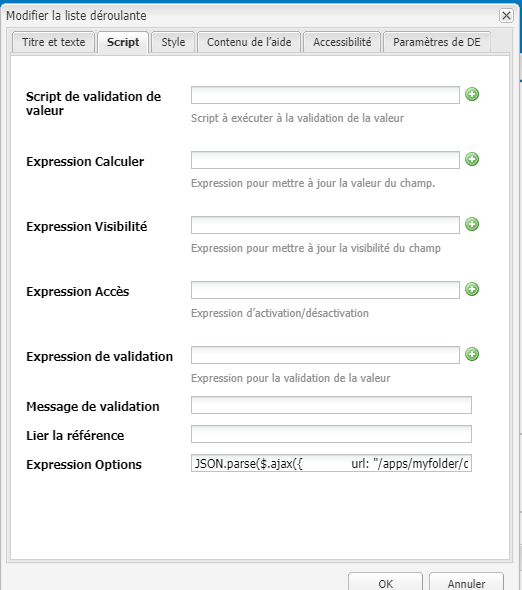 Modifier la liste déroulante
Titre et texte Script Style Contenu de l'aide Accessibilité Paramètres de DE
Script de validation de
valeur
Script à exécuter à la validation de la valeur
Expression Calculer
Expression pour mettre à jour la valeur du champ.
Expression Visibilité
Expression pour mettre à jour la visibilité du champ
Expression Accès
Expression d'activation/désactivation
Expression de validation
Expression pour la validation de la valeur
Message de validation
Lier la référence
Expression Options JSON.parse($.ajax({ url: "/apps/myfolder/c
OK Annuler